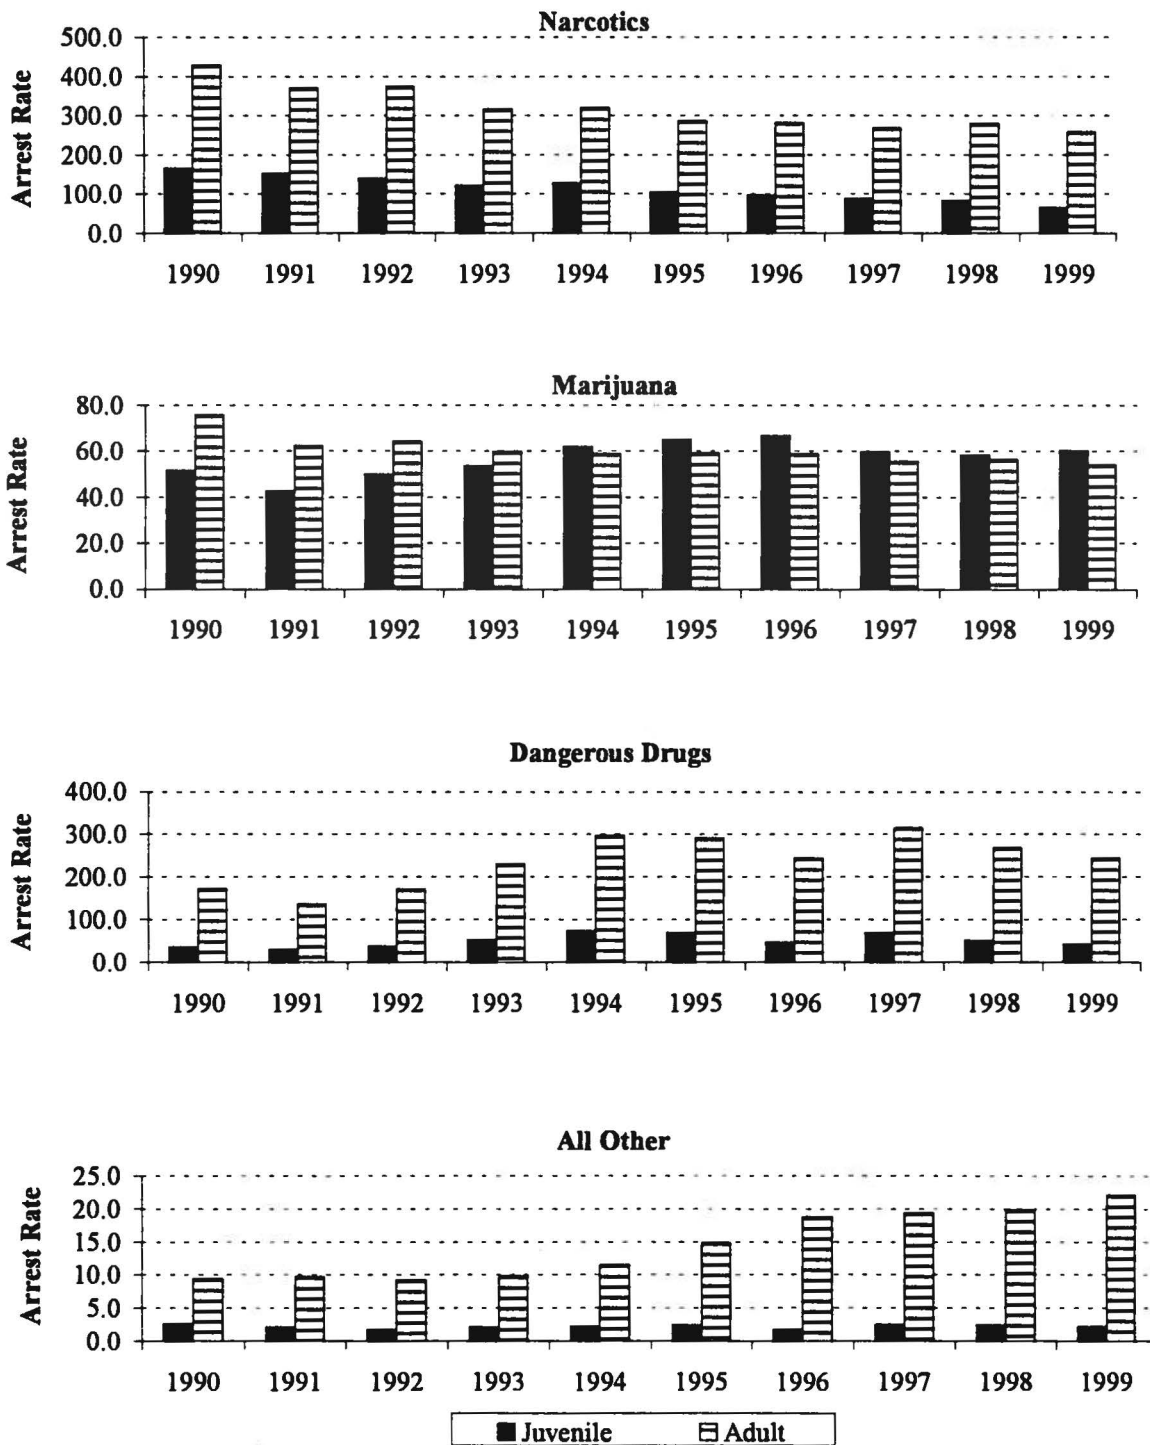 Narcotics
500.0
400.0
300.0
200.0
100.0
0.0
Arrest Rate
1990 1991 1992 1993 1994 1995 1996 1997 1998 1999
Marijuana
80.0
60.0
40.0
20.0
0.0
Arrest Rate
1990 1991 1992 1993 1994 1995 1996 1997 1998 1999
Dangerous Drugs
400.0
300.0
200.0
100.0
0.0
Arrest Rate
1990 1991 1992 1993 1994 1995 1996 1997 1998 1999
All Other
25.0
20.0
15.0
10.0
5.0
0.0
Arrest Rate
1990 1991 1992 1993 1994 1995 1996 1997 1998 1999
Juvenile Adult